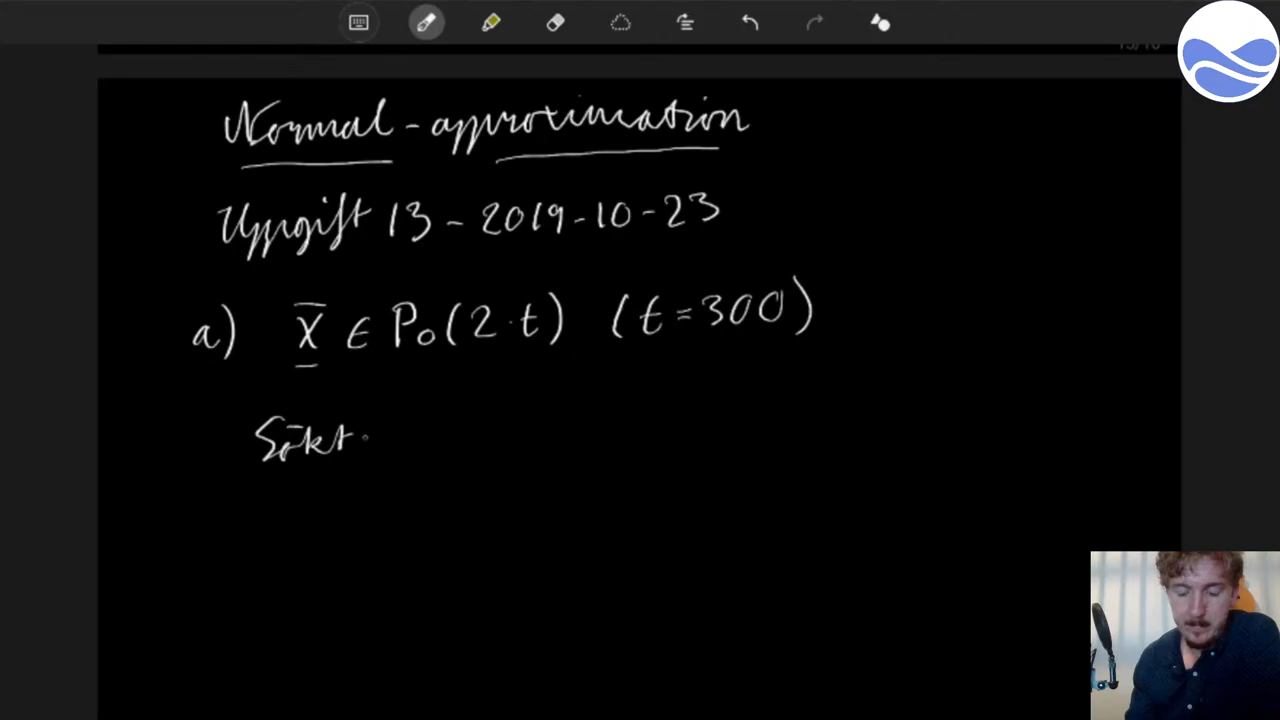 Normal-approximation
Uppgift 13 - 2019-10-23
a) X ∈ Po(2·t) (t=300)
Sökt